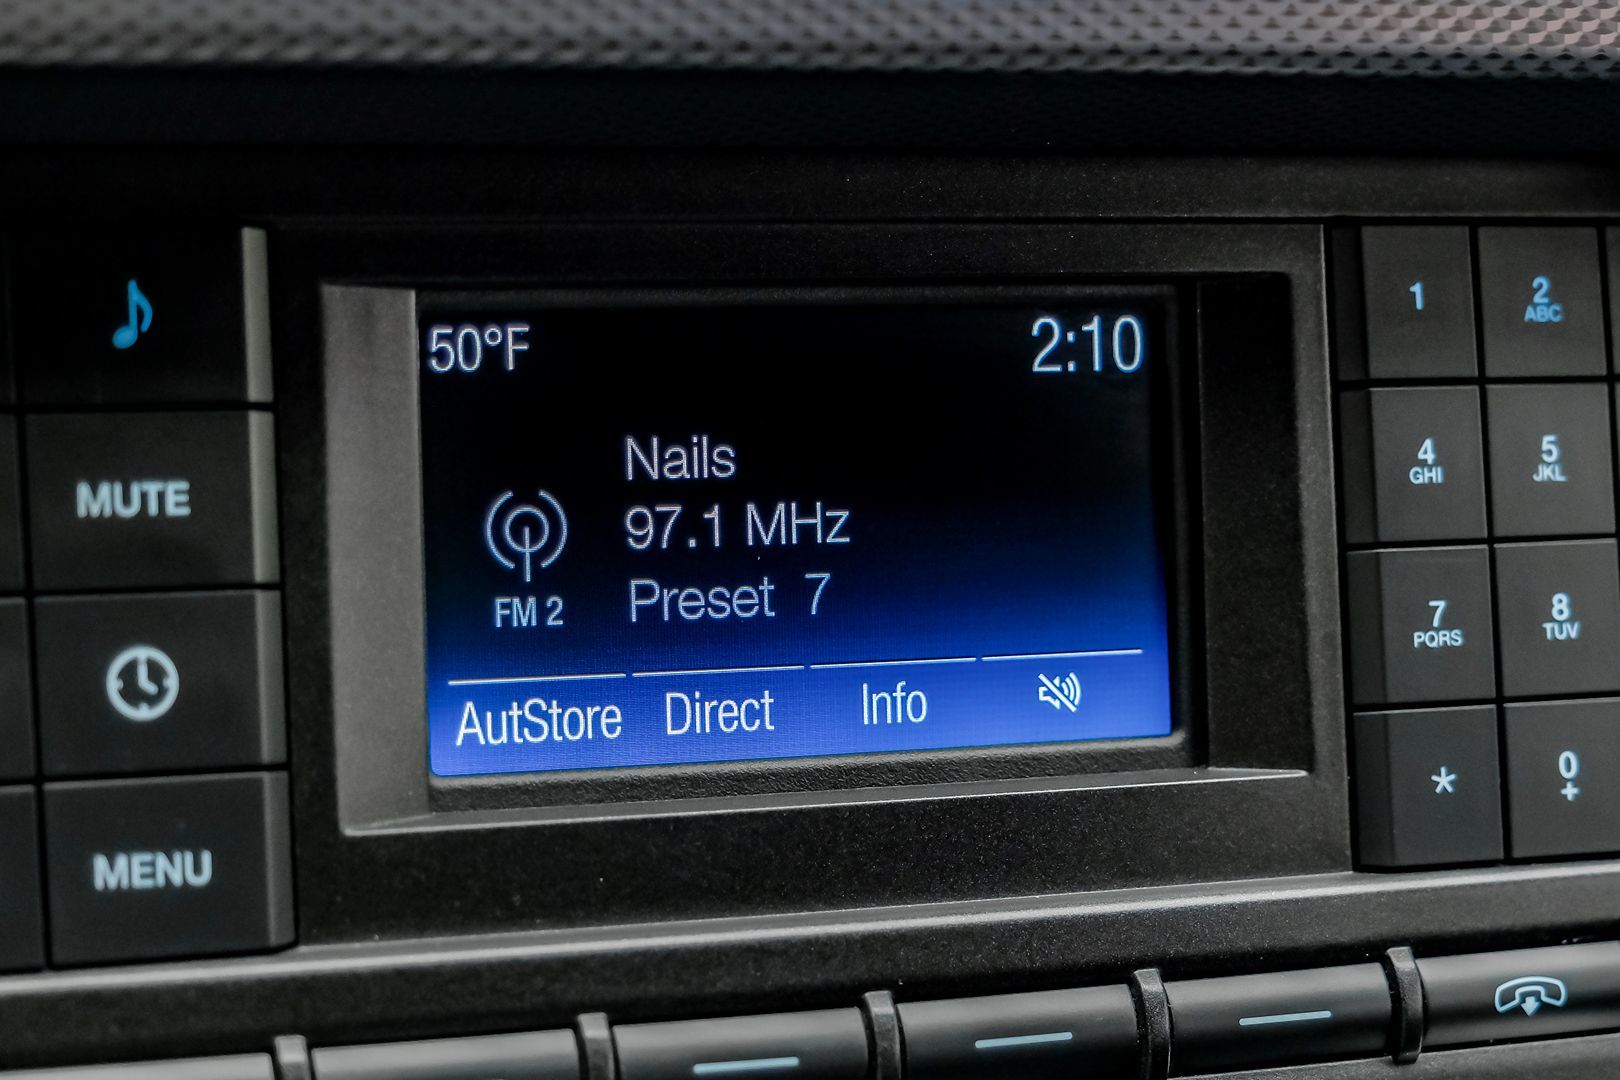 50°F
2:10
Nails
97.1 MHz
Preset 7
FM 2
AutStore
Direct
Info
MUTE
MENU
1
2
ABC
4
GHI
5
JKL
7
PQRS
8
TUV
*
0
+